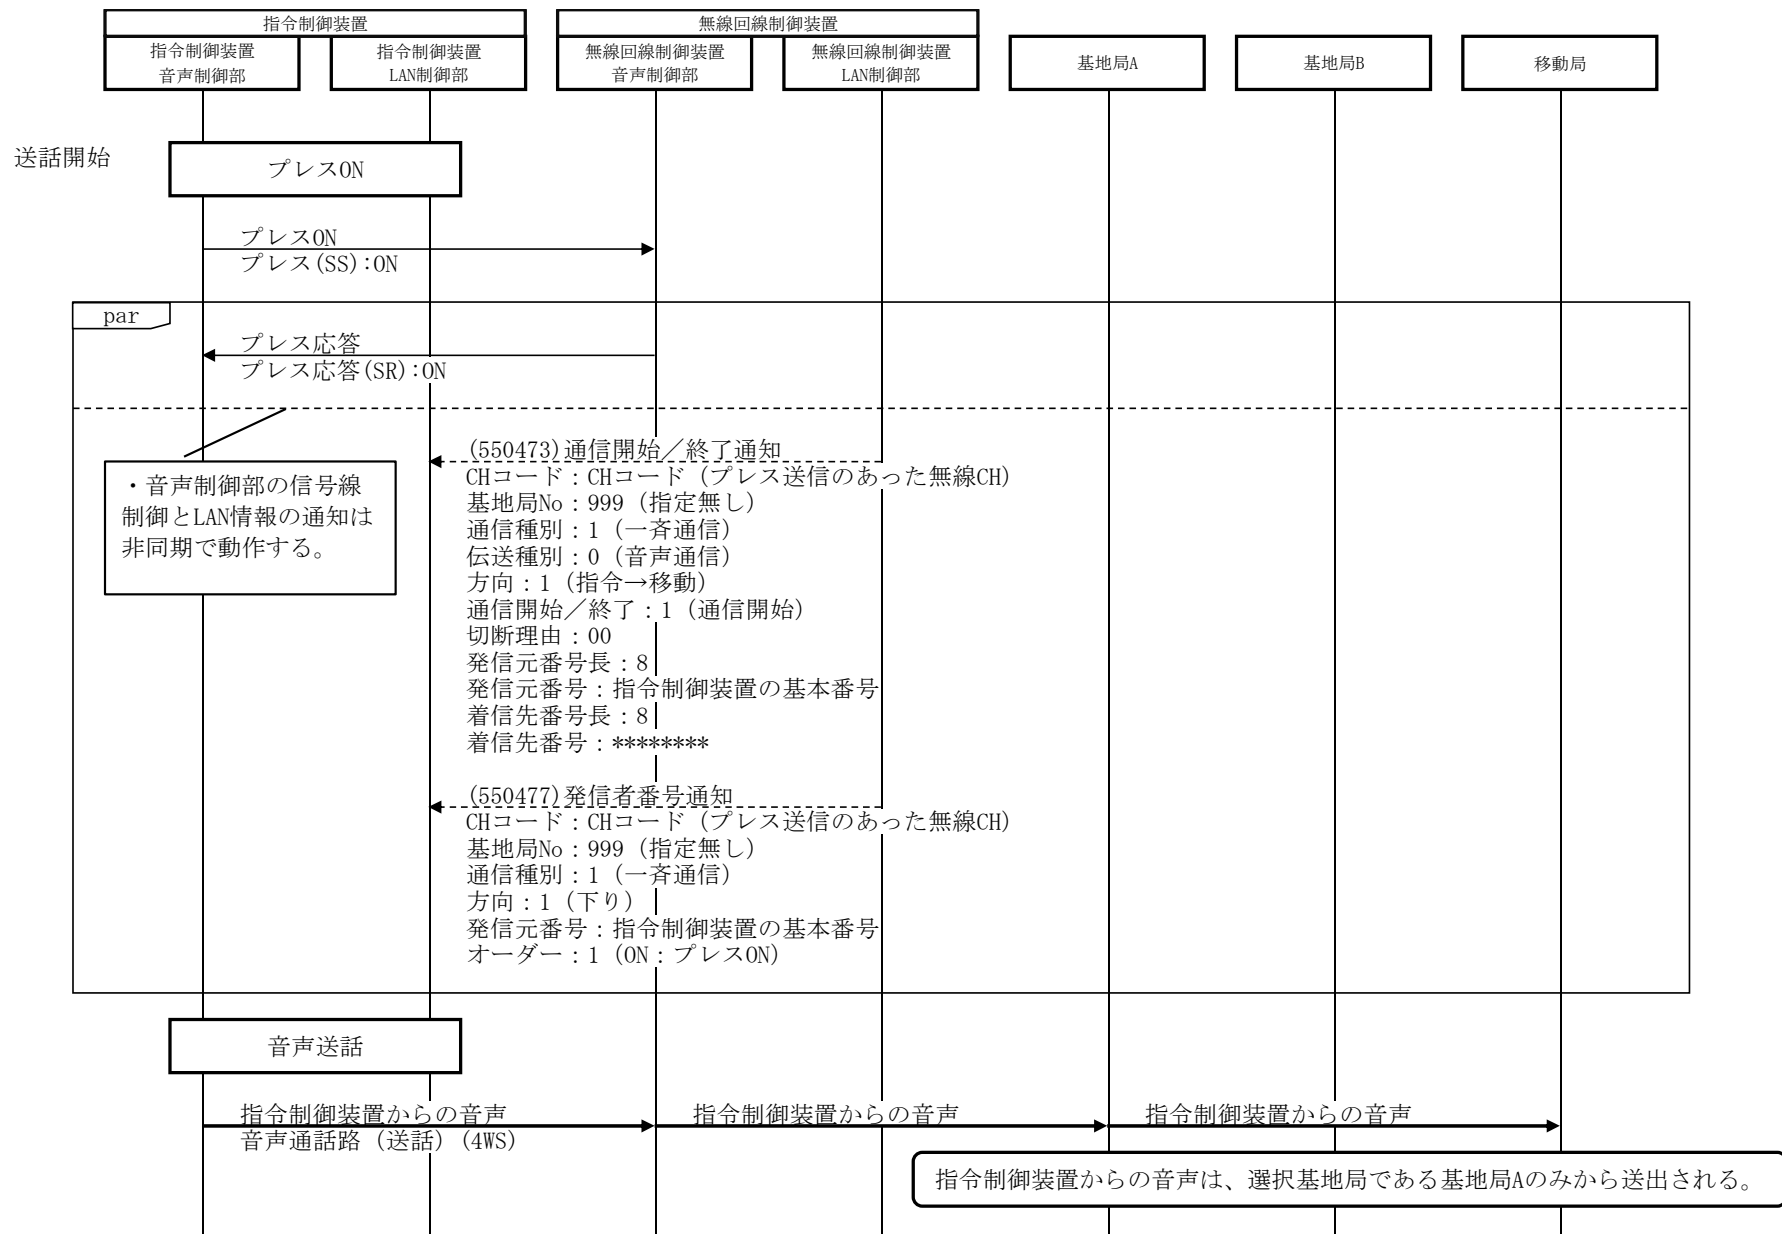 指令制御装置
無線回線制御装置
指令制御装置
音声制御部
指令制御装置
LAN制御部
無線回線制御装置
音声制御部
無線回線制御装置
LAN制御部
基地局A
基地局B
移動局
送話開始
プレスON
プレスON
プレス(SS):ON
par
プレス応答
プレス応答(SR):ON
・音声制御部の信号線
制御とLAN情報の通知は
非同期で動作する。
(550473)通信開始／終了通知
CHコード：CHコード（プレス送信のあった無線CH）
基地局No：999（指定無し）
通信種別：1（一斉通信）
伝送種別：0（音声通信）
方向：1（指令→移動）
通信開始／終了：1（通信開始）
切断理由：00
発信元番号長：8
発信元番号：指令制御装置の基本番号
着信先番号長：8
着信先番号：********
(550477)発信者番号通知
CHコード：CHコード（プレス送信のあった無線CH）
基地局No：999（指定無し）
通信種別：1（一斉通信）
方向：1（下り）
発信元番号：指令制御装置の基本番号
オーダー：1（ON：プレスON）
音声送話
指令制御装置からの音声
音声通話路（送話）(4WS)
指令制御装置からの音声
指令制御装置からの音声
指令制御装置からの音声は、選択基地局である基地局Aのみから送出される。